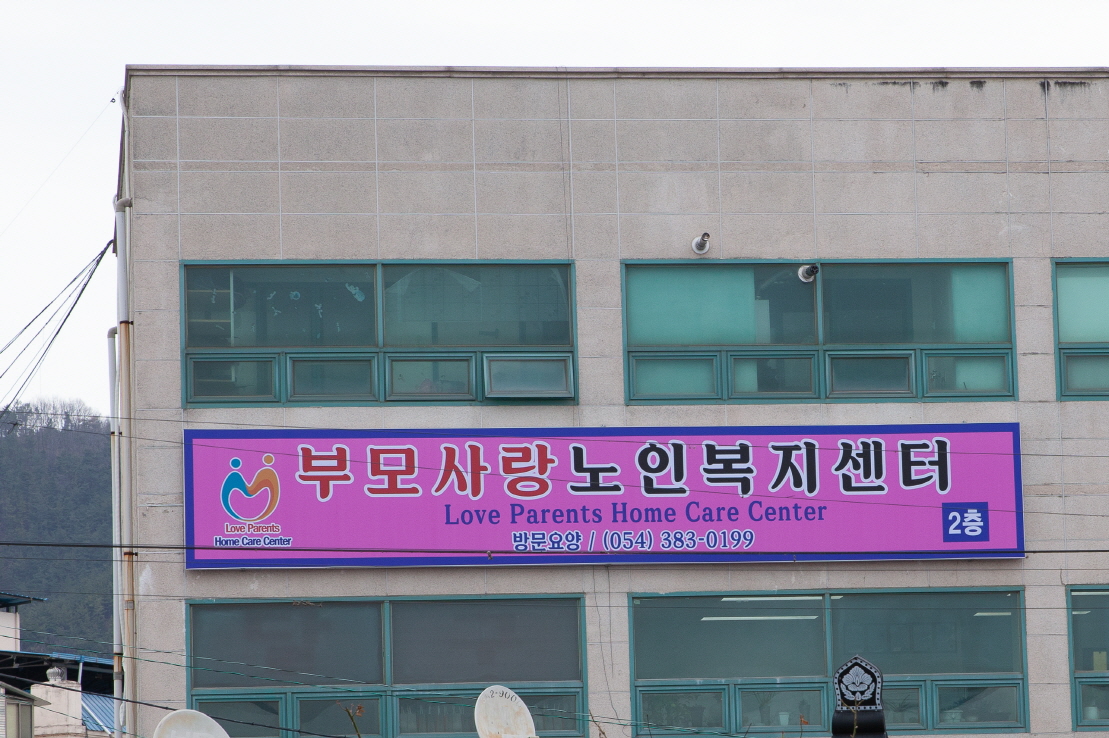 부모사랑노인복지센터
Love Parents Home Care Center
Love Parents
Home Care Center
방문요양 / (054) 383-0199
2층